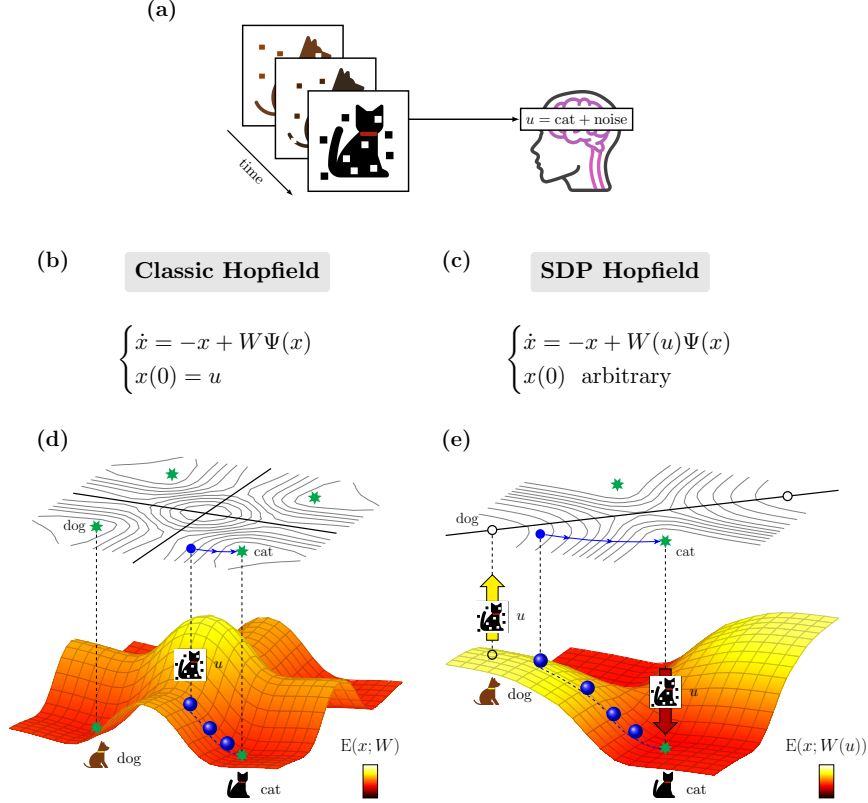 (a)
time
u = cat + noise
(b)
Classic Hopfield
ẋ = −x + WΨ(x)
x(0) = u
(c)
SDP Hopfield
ẋ = −x + W(u)Ψ(x)
x(0) arbitrary
(d)
dog
cat
u
dog
cat
E(x; W)
(e)
dog
cat
u
u
dog
cat
E(x; W(u))